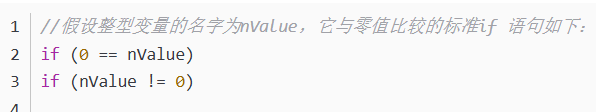 1 //假设整型变量的名字为nValue，它与零值比较的标准if 语句如下：
2 if (0 == nValue)
3 if (nValue != 0)
4